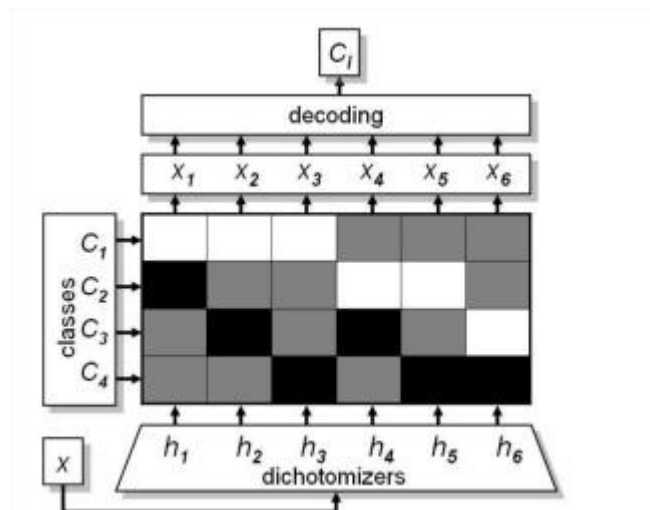 C_I
decoding
x_1 x_2 x_3 x_4 x_5 x_6
classes
C_1
C_2
C_3
C_4
h_1 h_2 h_3 h_4 h_5 h_6
dichotomizers
x